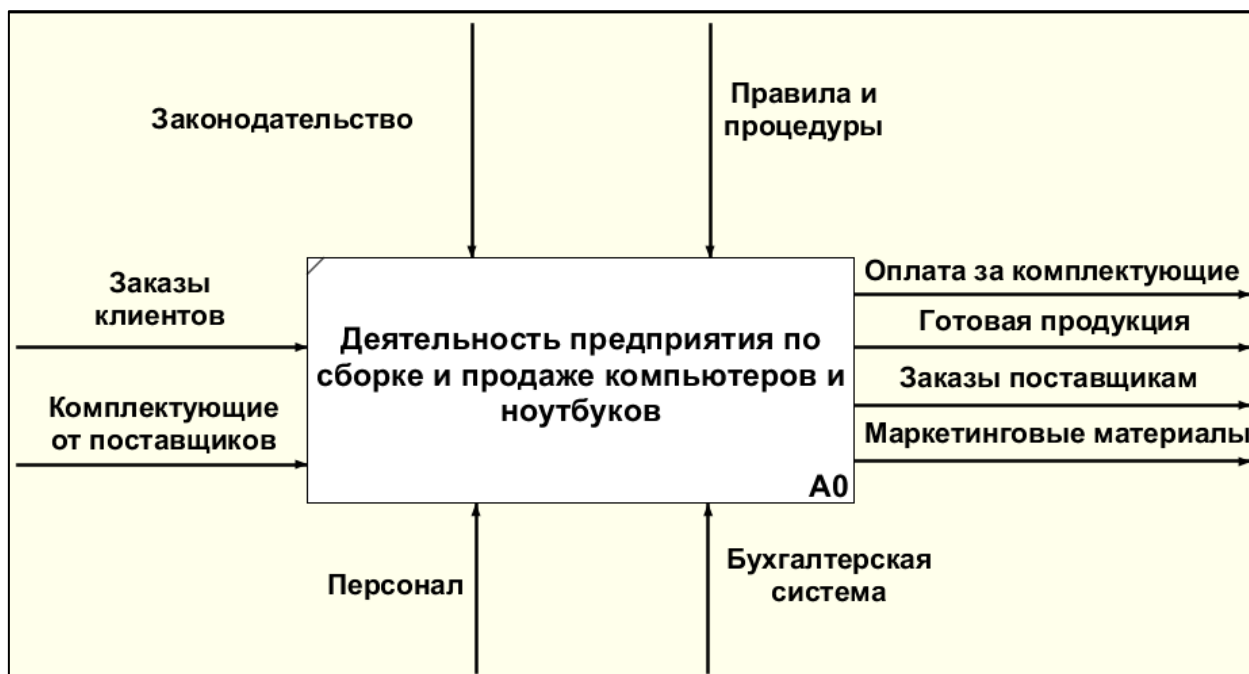 Законодательство
Правила и
процедуры
Заказы
клиентов
Комплектующие
от поставщиков
Деятельность предприятия по
сборке и продаже компьютеров и
ноутбуков
A0
Оплата за комплектующие
Готовая продукция
Заказы поставщикам
Маркетинговые материалы
Персонал
Бухгалтерская
система